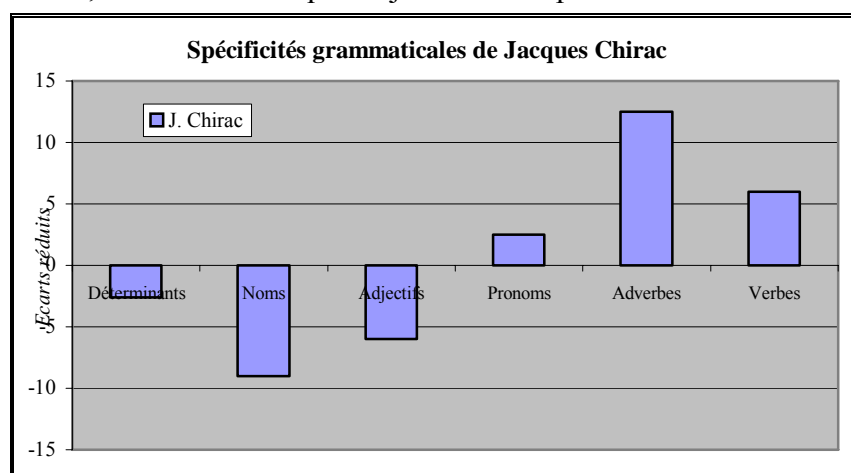 Spécificités grammaticales de Jacques Chirac
15
J. Chirac
10
5
0
Déterminants Noms Adjectifs Pronoms Adverbes Verbes
-5
-10
-15
Ecarts réduits